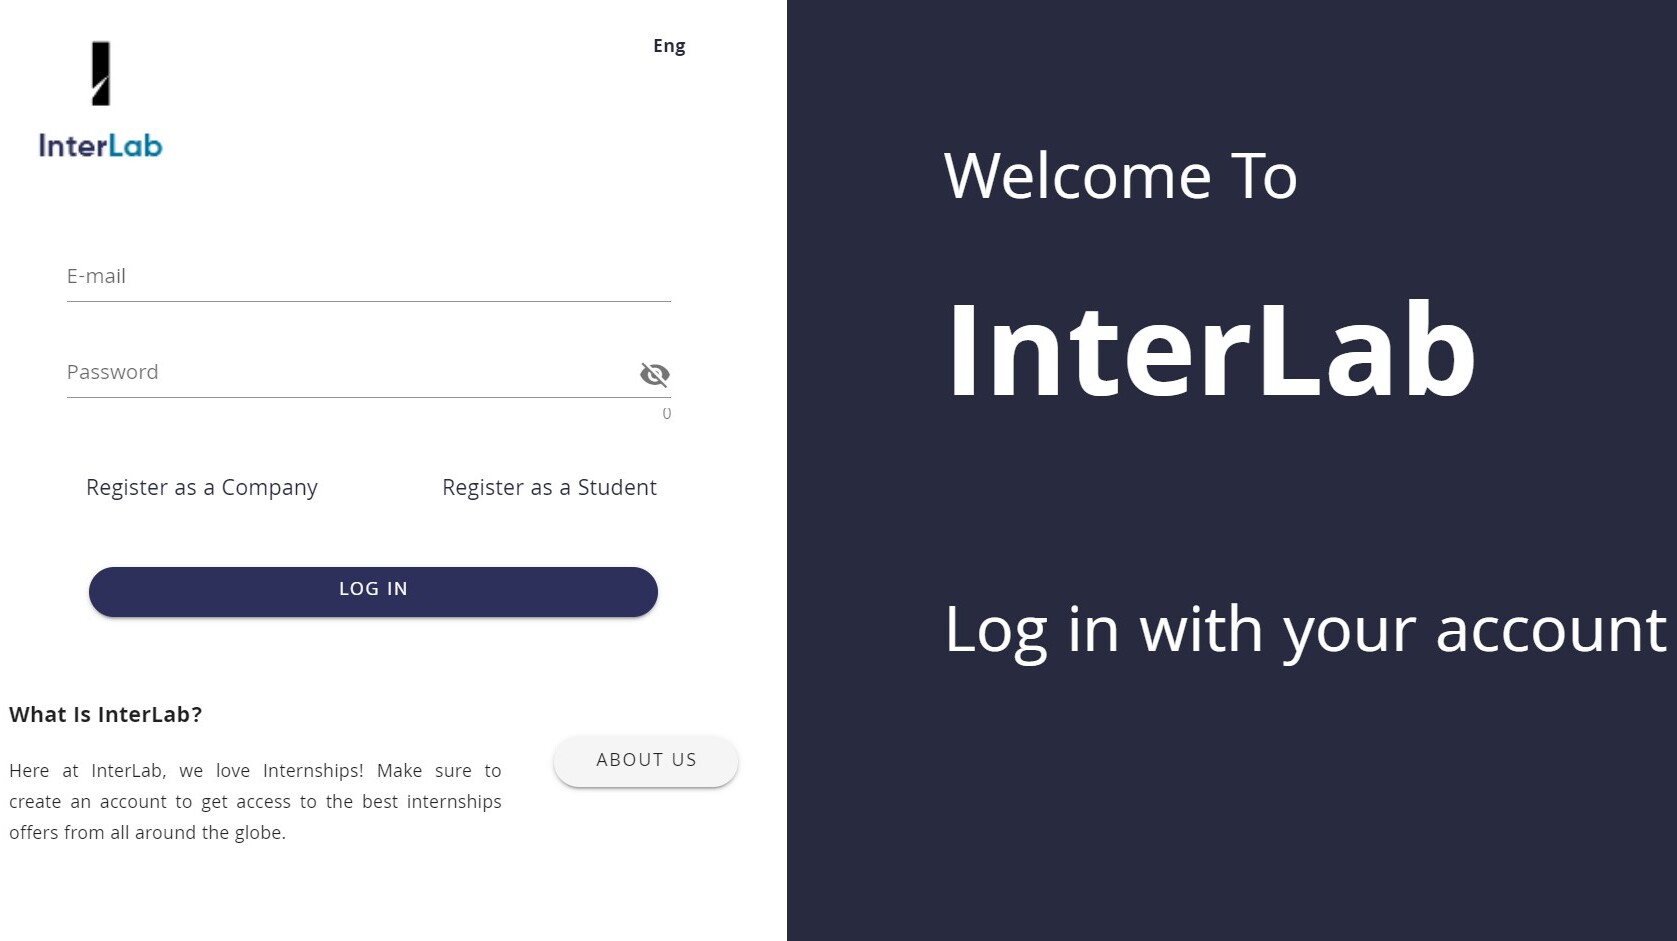 Eng
InterLab
E-mail
Password
0
Register as a Company
Register as a Student
LOG IN
What Is InterLab?
Here at InterLab, we love Internships! Make sure to
create an account to get access to the best internships
offers from all around the globe.
ABOUT US
Welcome To
InterLab
Log in with your account